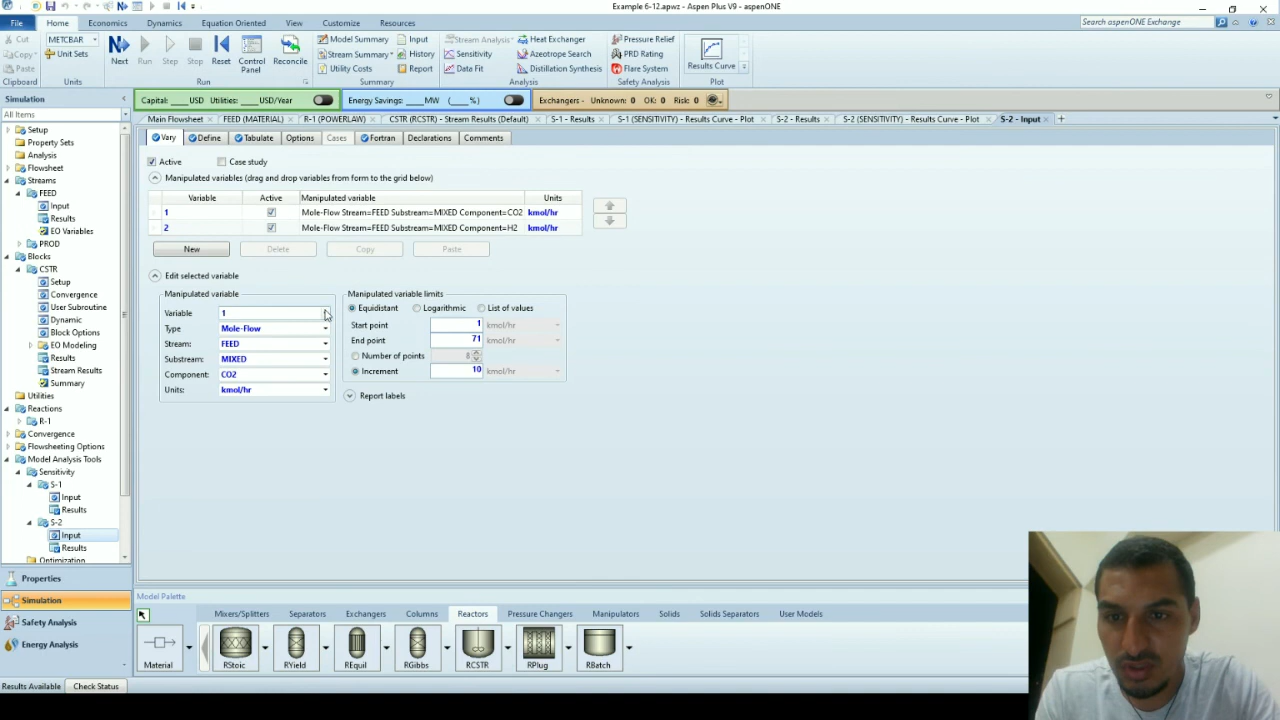 Example 6-12.apwz - Aspen Plus V9 - aspenONE
File Home Economics Dynamics Equation Oriented View Customize Resources
Search aspenONE Exchange
Cut METCBAR Model Summary Input Stream Analysis Heat Exchanger Pressure Relief
Copy Unit Sets Next Run Step Stop Reset Control Panel Reconcile Stream Summary History Sensitivity Azeotrope Search PRD Rating Results Curve
Paste Utility Costs Report Data Fit Distillation Synthesis Flare System
Clipboard Units Run Summary Analysis Safety Analysis Plot
Simulation
Capital: ____ USD Utilities: ____ USD/Year
Energy Savings: ____ MW (____ %)
Exchangers - Unknown: 0 OK: 0 Risk: 0
All Items
Main Flowsheet FEED (MATERIAL) R-1 (POWERLAW) CSTR (RCSTR) - Stream Results (Default) S-1 - Results S-1 (SENSITIVITY) - Results Curve - Plot S-2 - Results S-2 (SENSITIVITY) - Results Curve - Plot S-2 - Input
Setup
Property Sets
Analysis
Flowsheet
Streams
FEED
Input
Results
EO Variables
PROD
Blocks
CSTR
Setup
Convergence
User Subroutine
Dynamic
Block Options
EO Modeling
Results
Stream Results
Summary
Utilities
Reactions
R-1
Convergence
Flowsheeting Options
Model Analysis Tools
Sensitivity
S-1
Input
Results
S-2
Input
Results
Optimization
Properties
Simulation
Safety Analysis
Energy Analysis
Vary Define Tabulate Options Cases Fortran Declarations Comments
Active Case study
Manipulated variables (drag and drop variables from form to the grid below)
Variable Active Manipulated variable Units
1 Mole-Flow Stream=FEED Substream=MIXED Component=CO2 kmol/hr
2 Mole-Flow Stream=FEED Substream=MIXED Component=H2 kmol/hr
New Delete Copy Paste
Edit selected variable
Manipulated variable
Variable 1
Type Mole-Flow
Stream: FEED
Substream: MIXED
Component: CO2
Units: kmol/hr
Manipulated variable limits
Equidistant Logarithmic List of values
Start point 1 kmol/hr
End point 71 kmol/hr
Number of points 8
Increment 10 kmol/hr
Report labels
Model Palette
Mixers/Splitters Separators Exchangers Columns Reactors Pressure Changers Manipulators Solids Solids Separators User Models
Material RStoic RYield REquil RGibbs RCSTR RPlug RBatch
Results Available Check Status